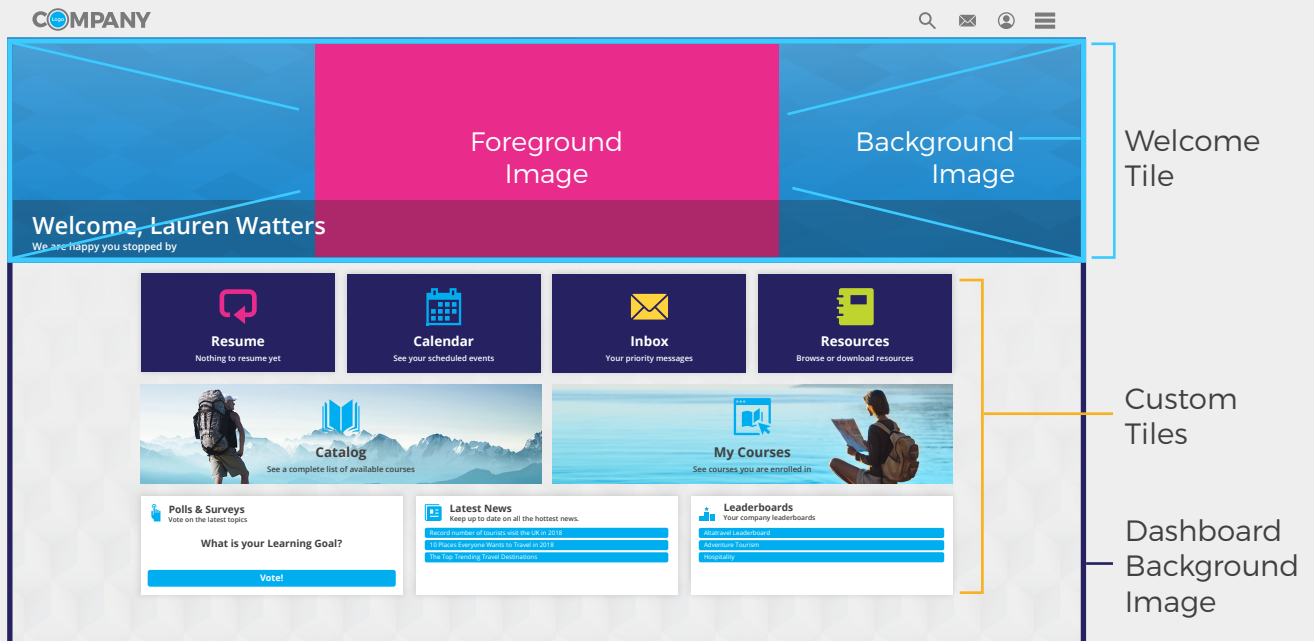 COMPANY
Logo
Foreground
Image
Background
Image
Welcome
Tile
Welcome, Lauren Watters
We are happy you stopped by
Resume
Nothing to resume yet
Calendar
See your scheduled events
Inbox
Your priority messages
Resources
Browse or download resources
Catalog
See a complete list of available courses
My Courses
See courses you are enrolled in
Custom
Tiles
Polls & Surveys
Vote on the latest topics
What is your Learning Goal?
Vote!
Latest News
Keep up to date on all the hottest news.
Record number of tourists visit the UK in 2018
10 Places Everyone Wants to Travel in 2018
The Top Trending Travel Destinations
Leaderboards
Your company leaderboards
Altatravel Leaderboard
Adventure Tourism
Hospitality
Dashboard
Background
Image